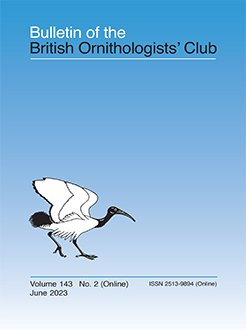 Bulletin of the
British Ornithologists’ Club
Volume 143 No. 2 (Online) ISSN 2513-9894 (Online)
June 2023